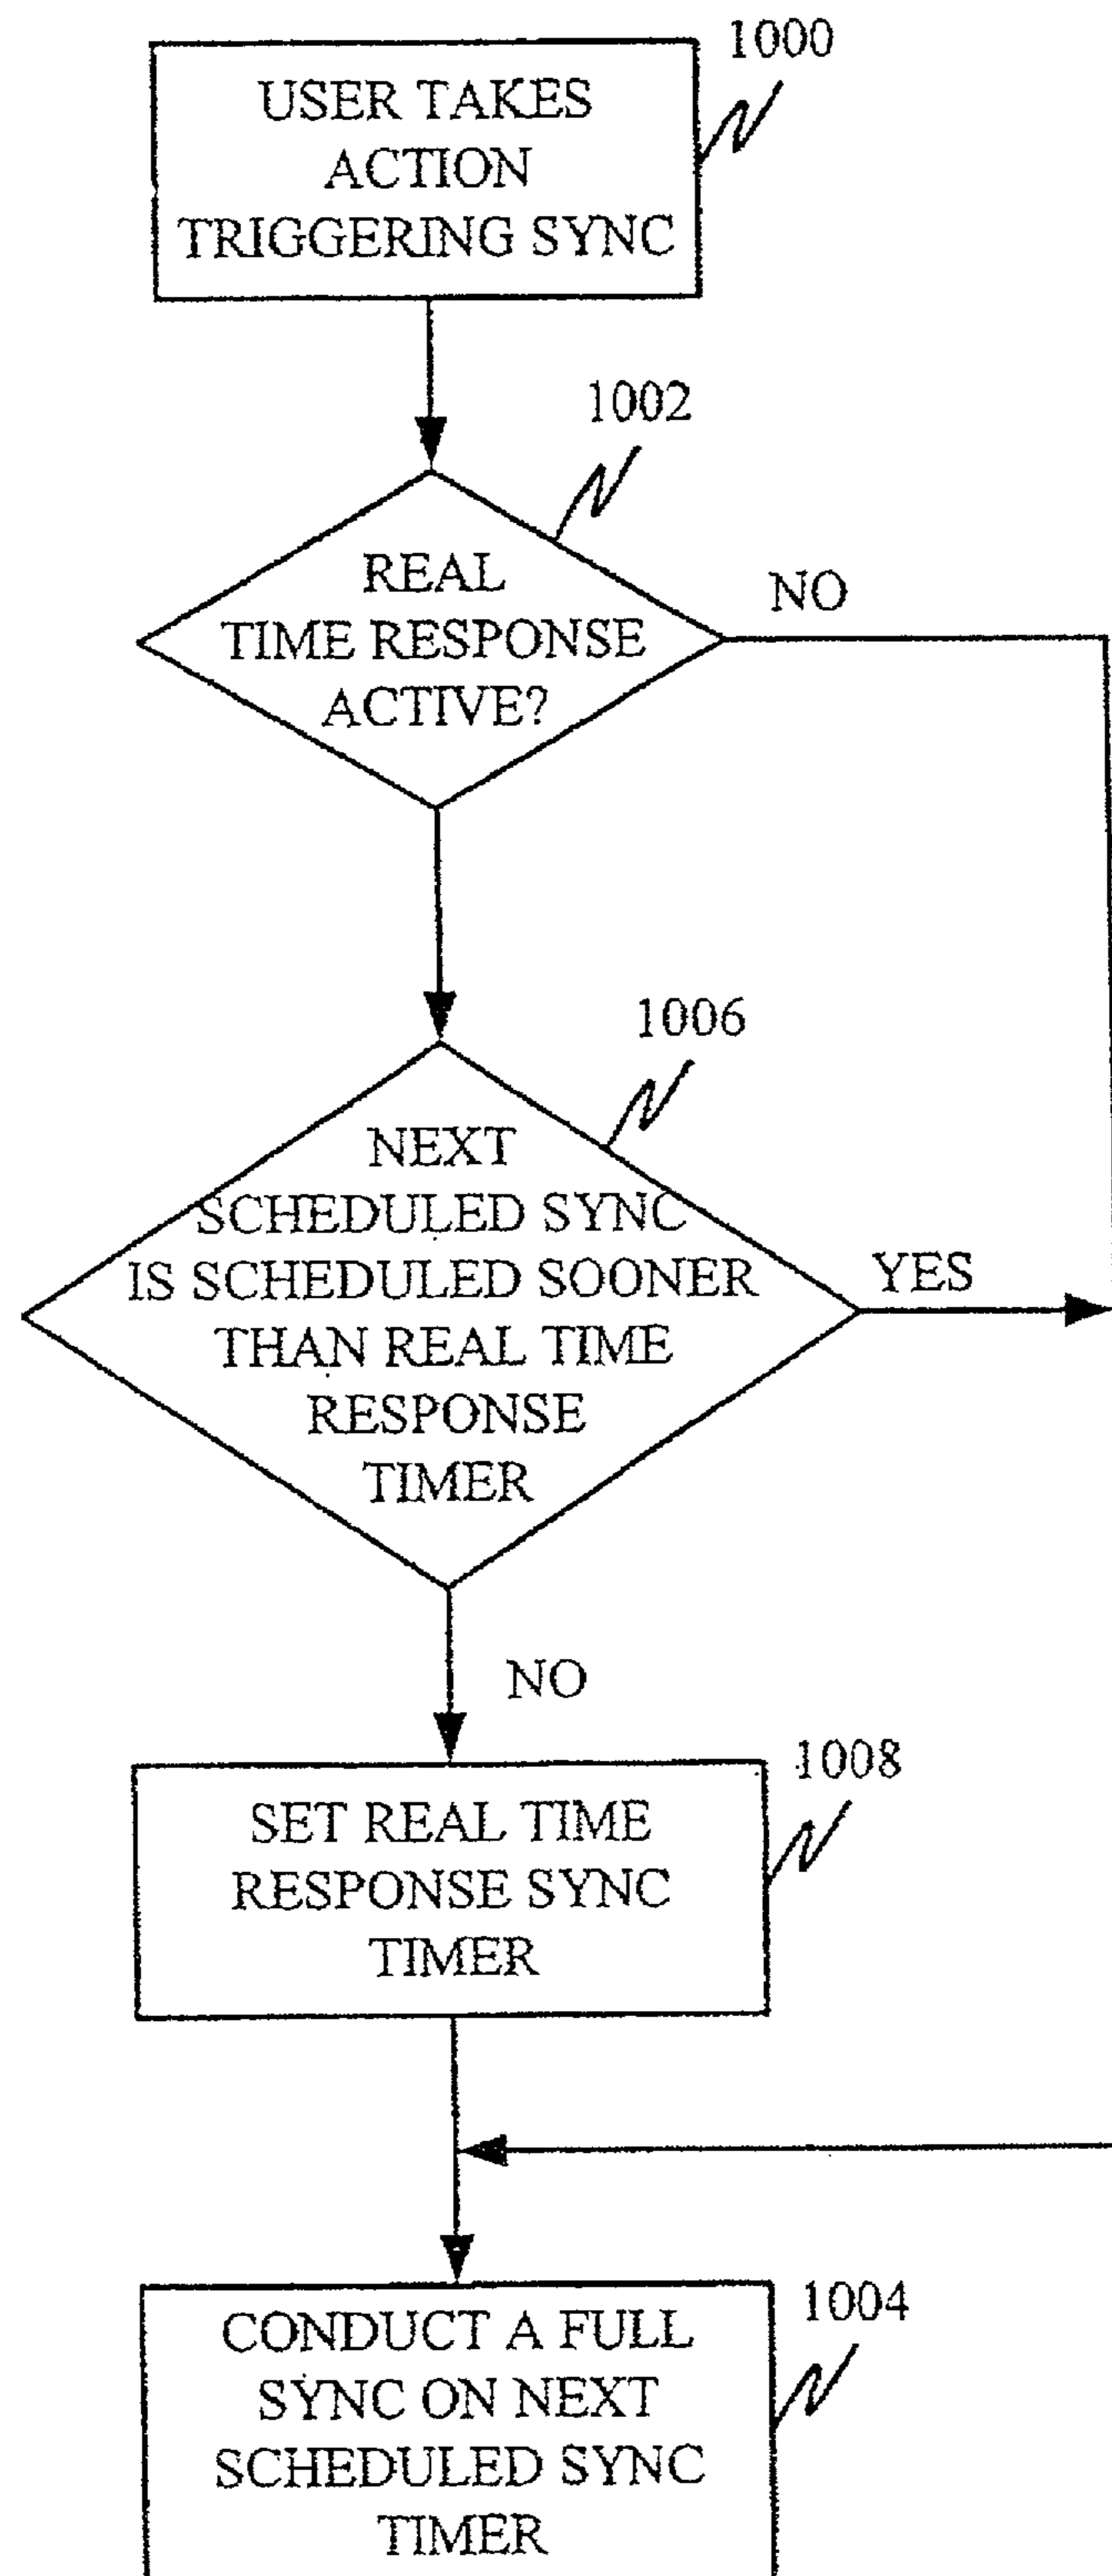 1000
USER TAKES
ACTION
TRIGGERING SYNC
1002
REAL
TIME RESPONSE
ACTIVE?
NO
1006
NEXT
SCHEDULED SYNC
IS SCHEDULED SOONER
THAN REAL TIME
RESPONSE
TIMER
YES
NO
1008
SET REAL TIME
RESPONSE SYNC
TIMER
1004
CONDUCT A FULL
SYNC ON NEXT
SCHEDULED SYNC
TIMER